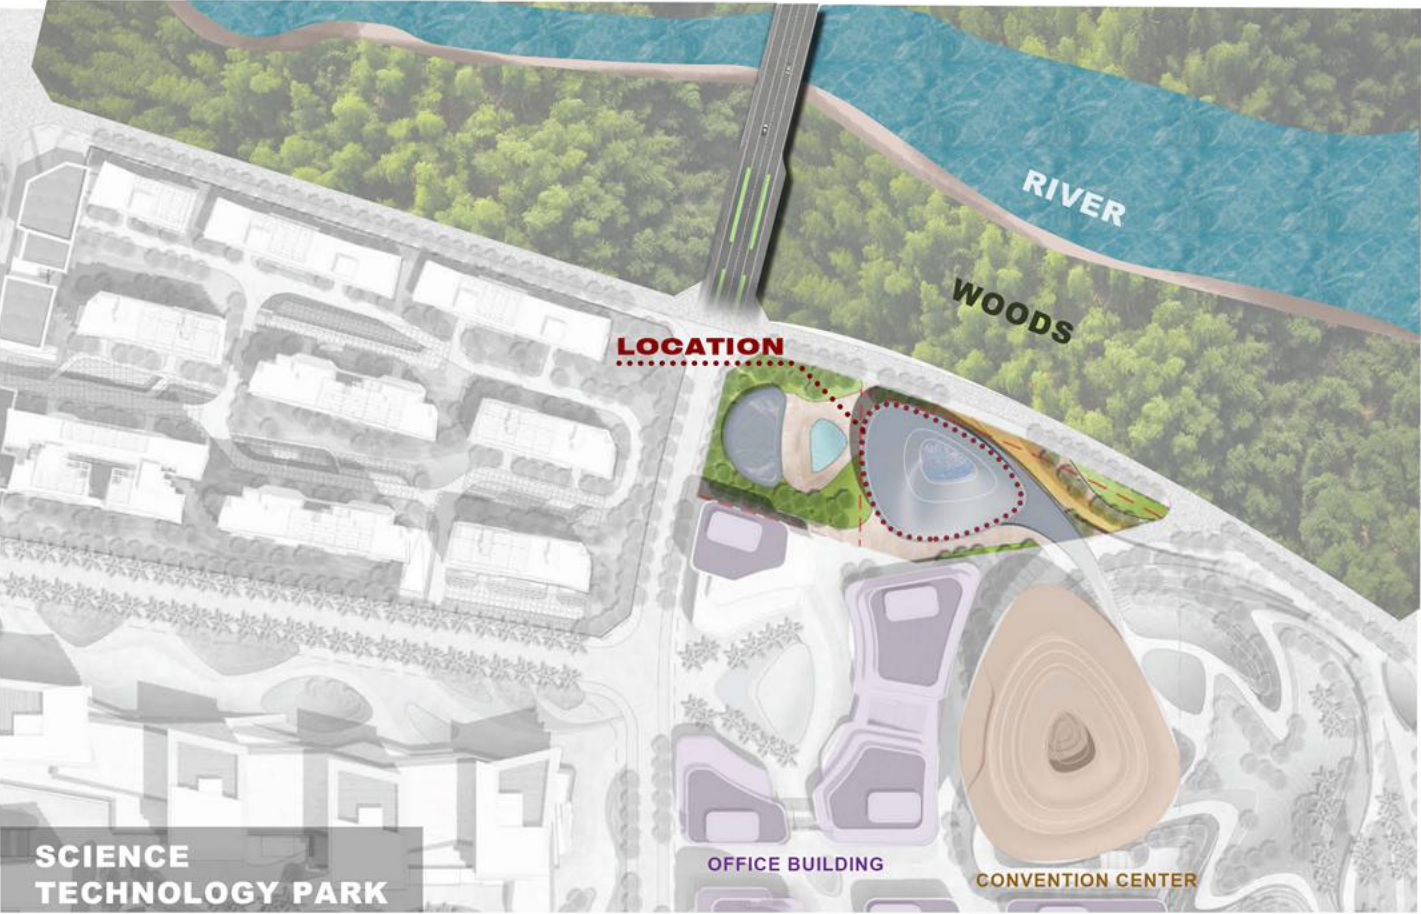 RIVER
WOODS
LOCATION
SCIENCE
TECHNOLOGY PARK
OFFICE BUILDING
CONVENTION CENTER